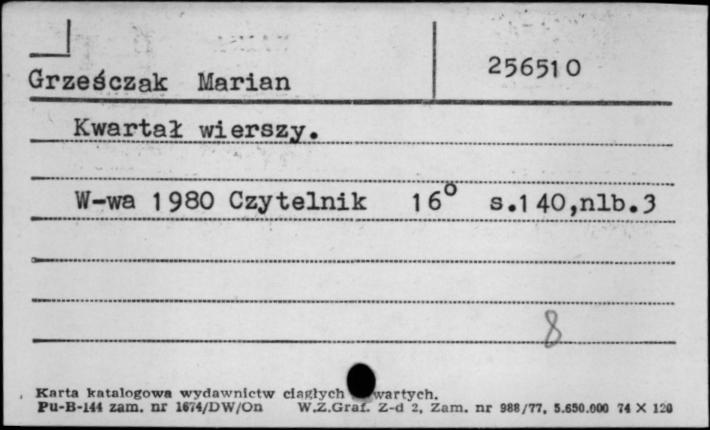 256510
Grześczak Marian
Kwartał wierszy.
W-wa 1980 Czytelnik 16° s.140,nlb.3
8
Karta katalogowa wydawnictw ciągłych wartych.
Pu-B-144 zam. nr 1674/DW/On W.Z.Graf. Z-d 2, Zam. nr 988/77, 5.650.000 74 X 120